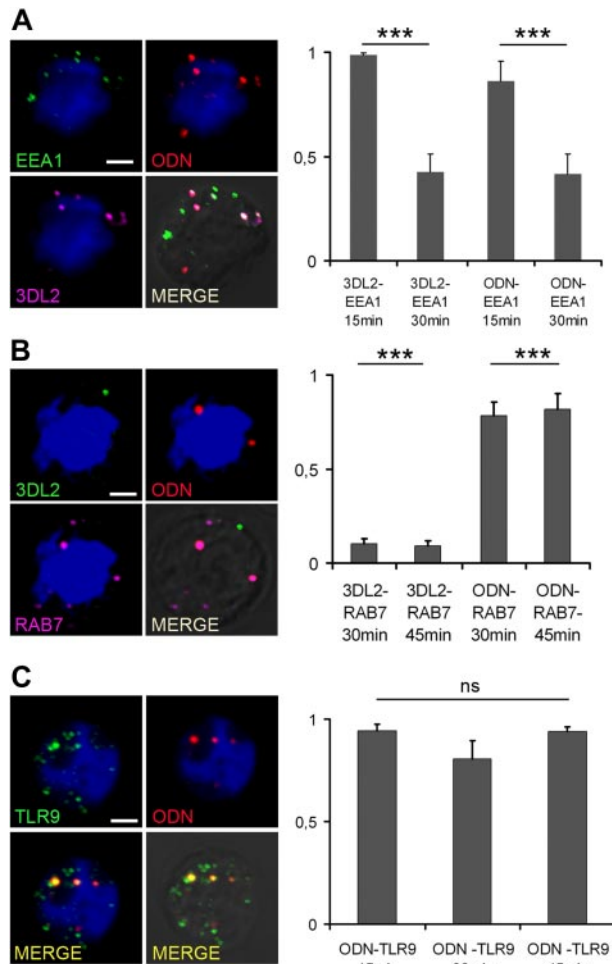 A
EEA1
ODN
3DL2
MERGE
***
***
1
0,5
0
3DL2-
EEA1
15min
3DL2-
EEA1
30min
ODN-
EEA1
15min
ODN-
EEA1
30min
B
3DL2
ODN
RAB7
MERGE
***
***
1
0,5
0
3DL2-
RAB7
30min
3DL2-
RAB7
45min
ODN-
RAB7
30min
ODN-
RAB7-
45min
C
TLR9
ODN
MERGE
MERGE
ns
1
0,5
0
ODN-TLR9
ODN -TLR9
ODN -TLR9